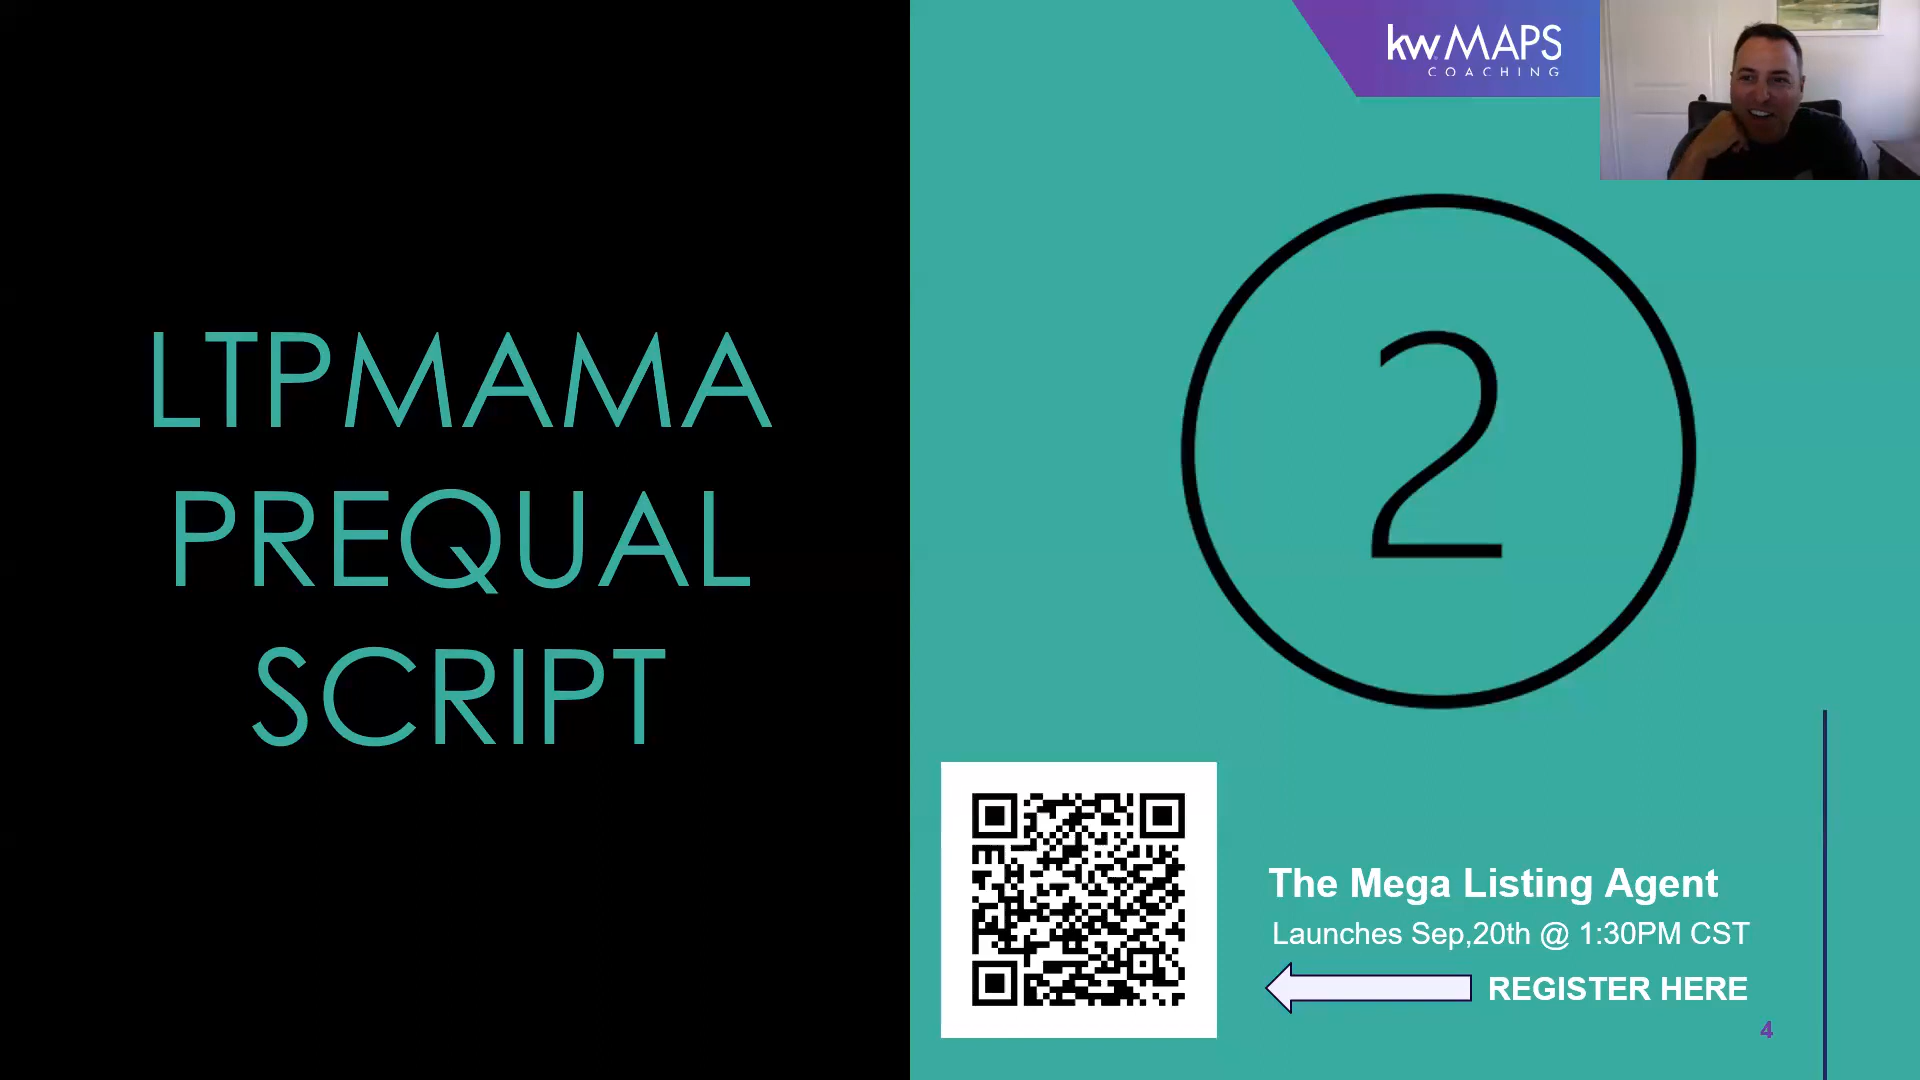 LTPMAMA
PREQUAL
SCRIPT
kw MAPS
COACHING
2
The Mega Listing Agent
Launches Sep,20th @ 1:30PM CST
REGISTER HERE
4